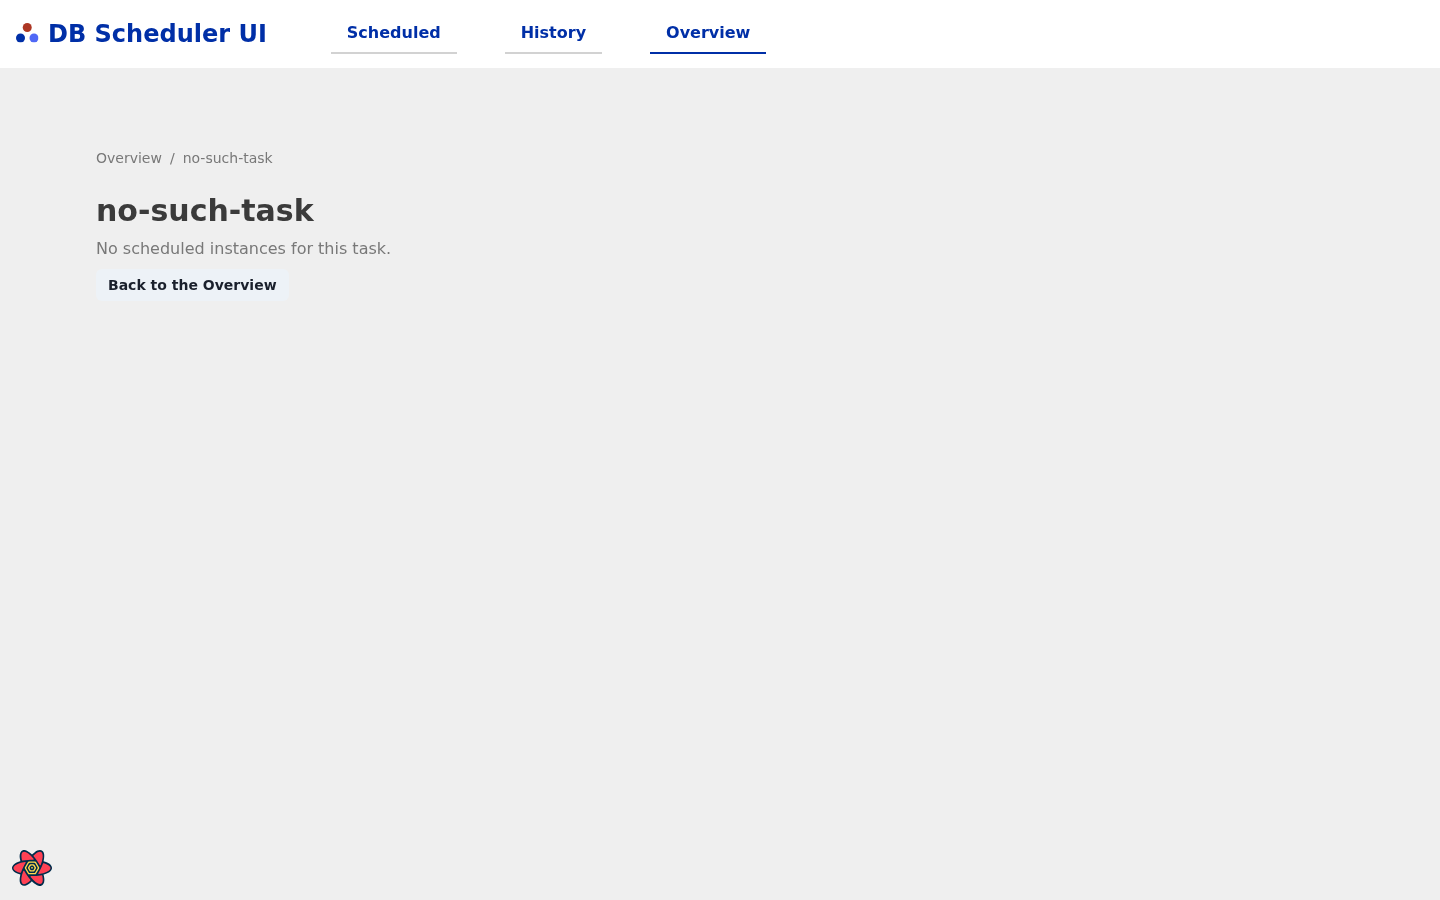 DB Scheduler UI
Scheduled
History
Overview
Overview / no-such-task
no-such-task
No scheduled instances for this task.
Back to the Overview